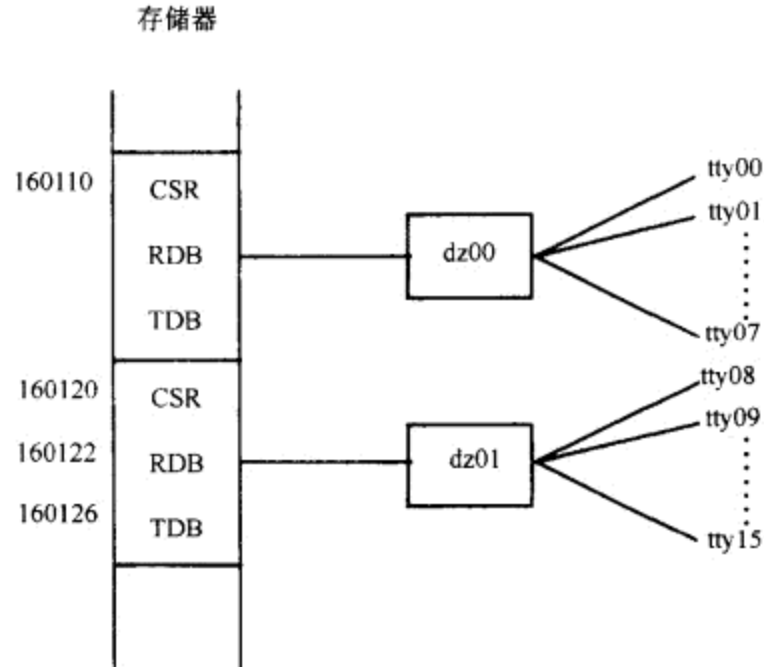 存储器
160110 CSR
RDB
TDB
dz00
tty00
tty01
tty07
160120 CSR
160122 RDB
160126 TDB
dz01
tty08
tty09
tty15